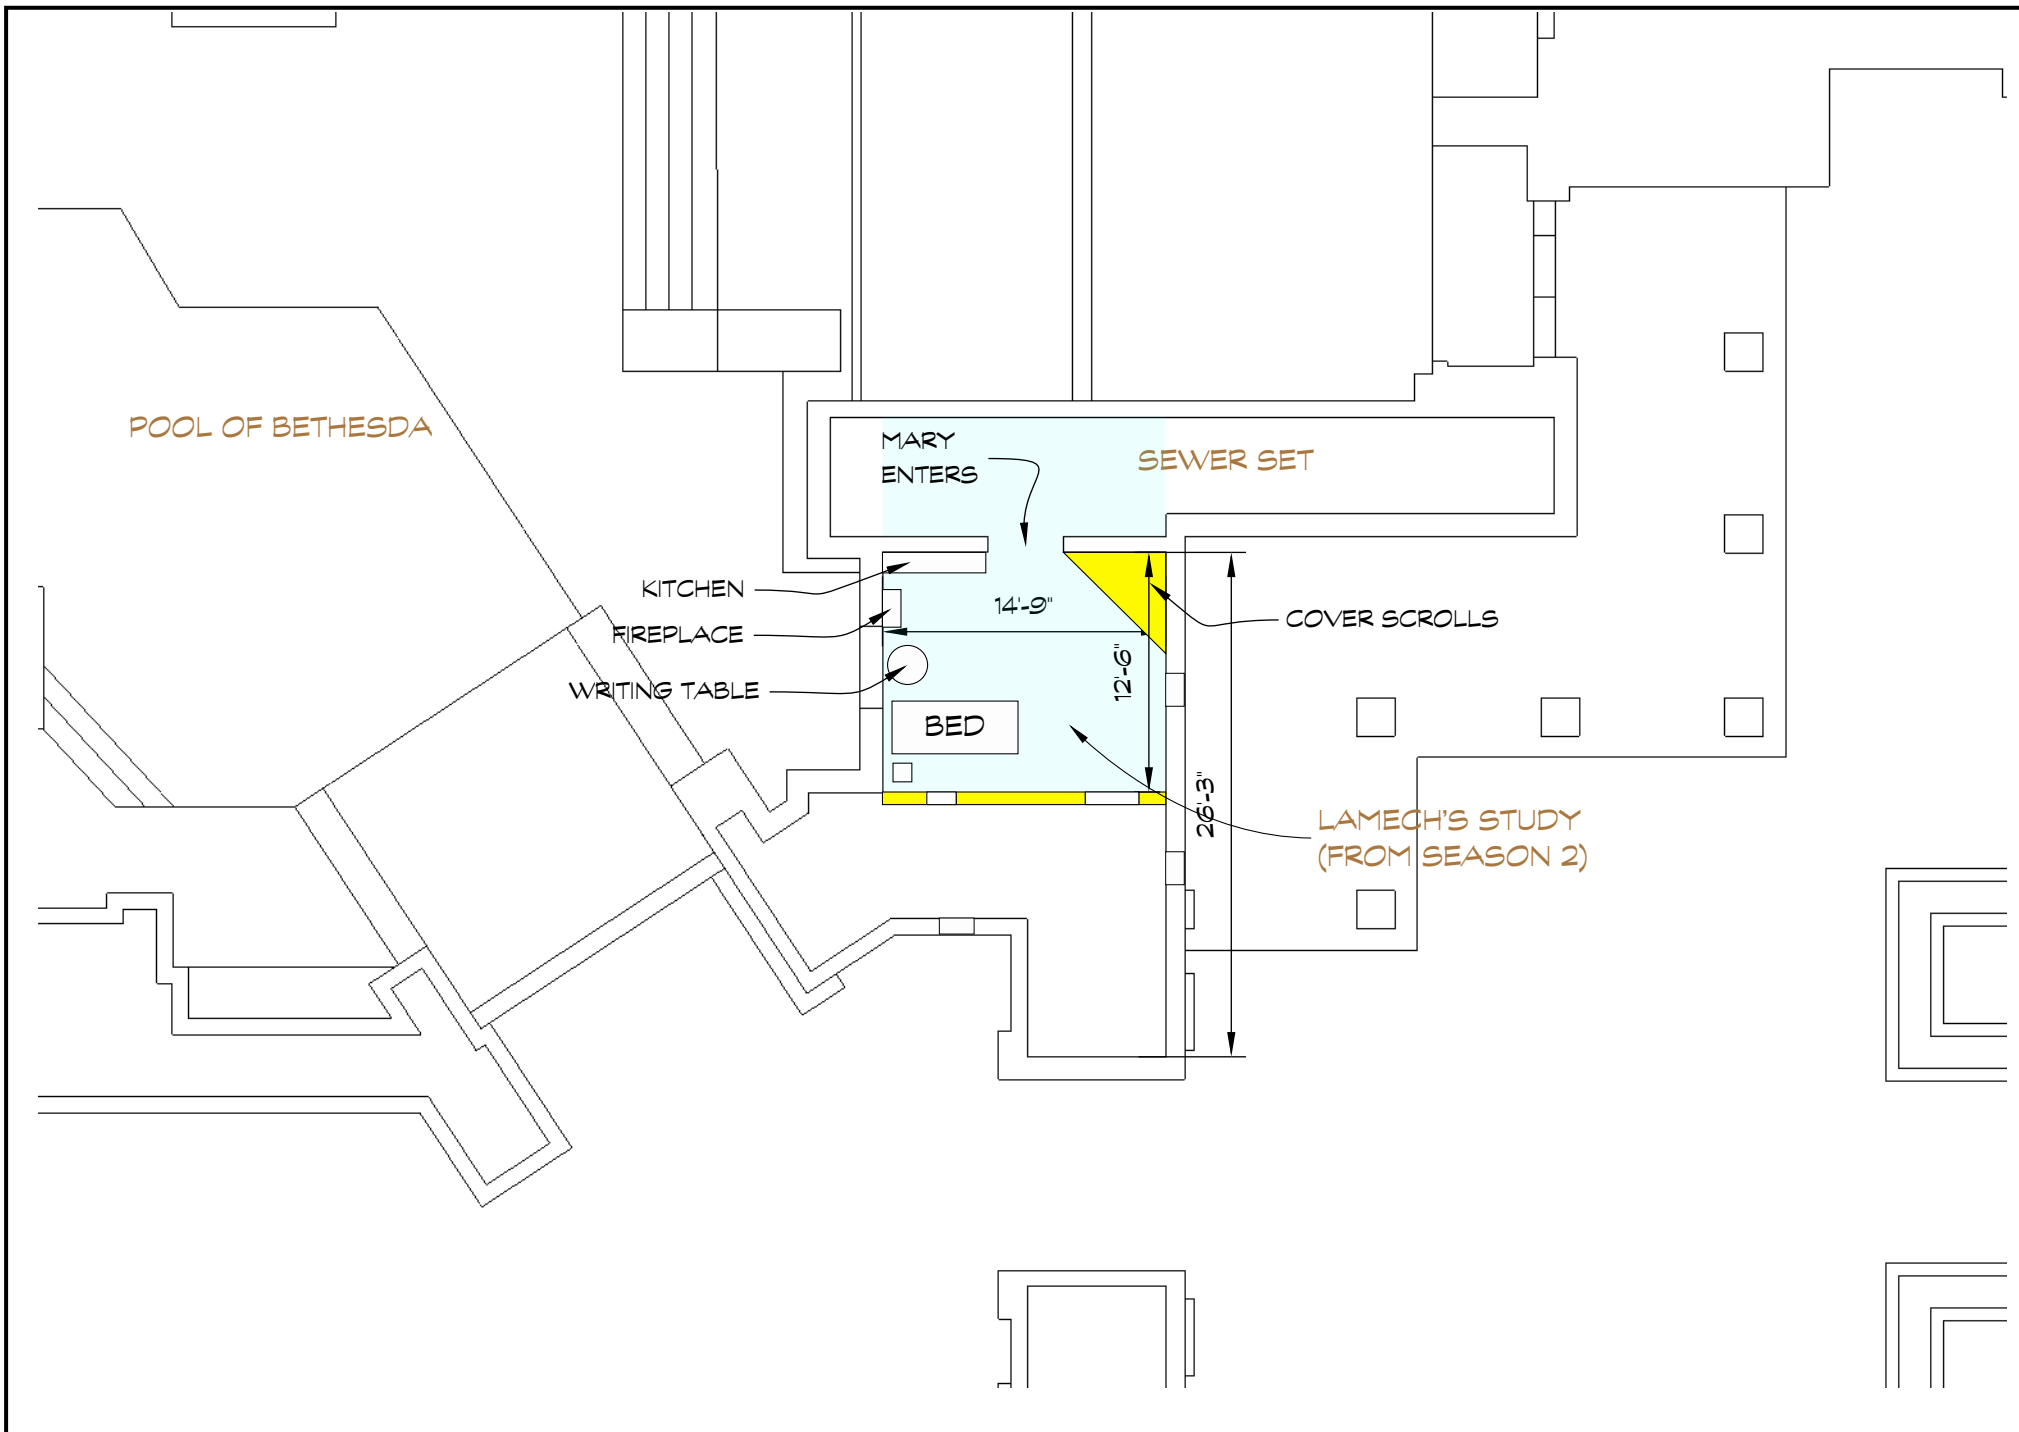 POOL OF BETHESDA
MARY
ENTERS
SEWER SET
KITCHEN
FIREPLACE
WRITING TABLE
14'-9"
COVER SCROLLS
12'-6"
BED
26'-3"
LAMECH'S STUDY
(FROM SEASON 2)